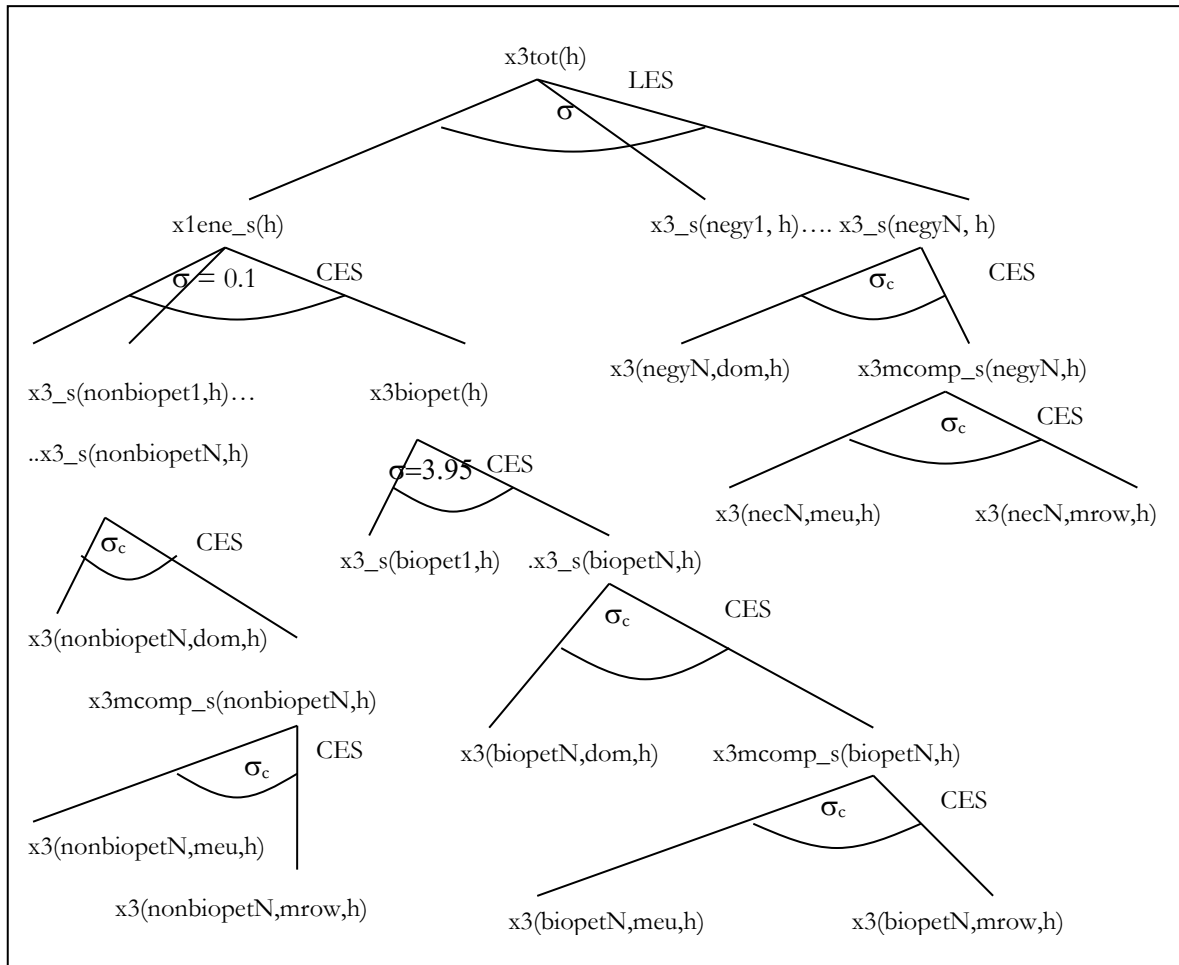 x3tot(h)
LES
σ
x1ene_s(h)
x3_s(negy1, h)…. x3_s(negyN, h)
σ = 0.1
CES
σc
CES
x3(negyN,dom,h)
x3mcomp_s(negyN,h)
x3_s(nonbiopet1,h)…
x3biopet(h)
..x3_s(nonbiopetN,h)
σc
CES
σ=3.95
CES
x3(necN,meu,h)
x3(necN,mrow,h)
σc
CES
x3_s(biopet1,h)
.x3_s(biopetN,h)
σc
CES
x3(nonbiopetN,dom,h)
x3mcomp_s(nonbiopetN,h)
σc
CES
x3(biopetN,dom,h)
x3mcomp_s(biopetN,h)
σc
CES
x3(nonbiopetN,meu,h)
x3(nonbiopetN,mrow,h)
x3(biopetN,meu,h)
x3(biopetN,mrow,h)